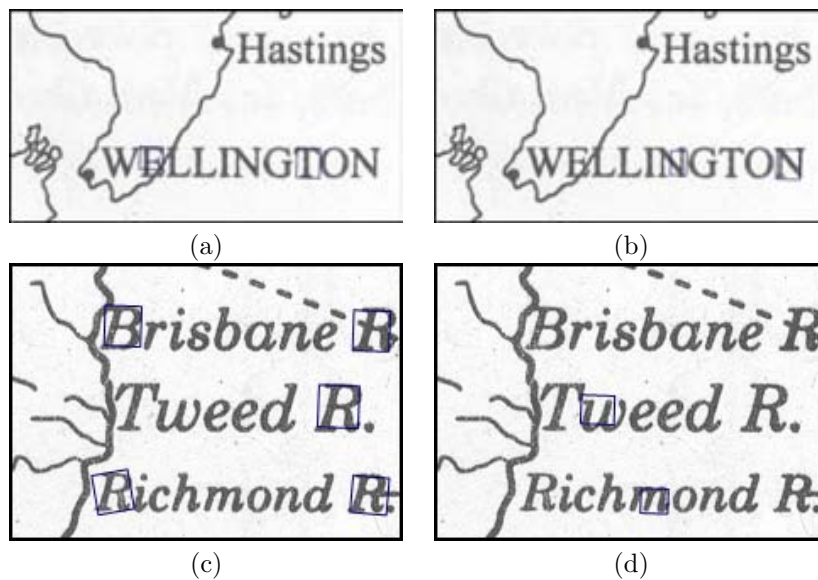 Hastings
WELLINGTON
Hastings
WELLINGTON
(a)
(b)
Brisbane R
Tweed R.
Richmond R.
Brisbane R
Tweed R.
Richmond R.
(c)
(d)